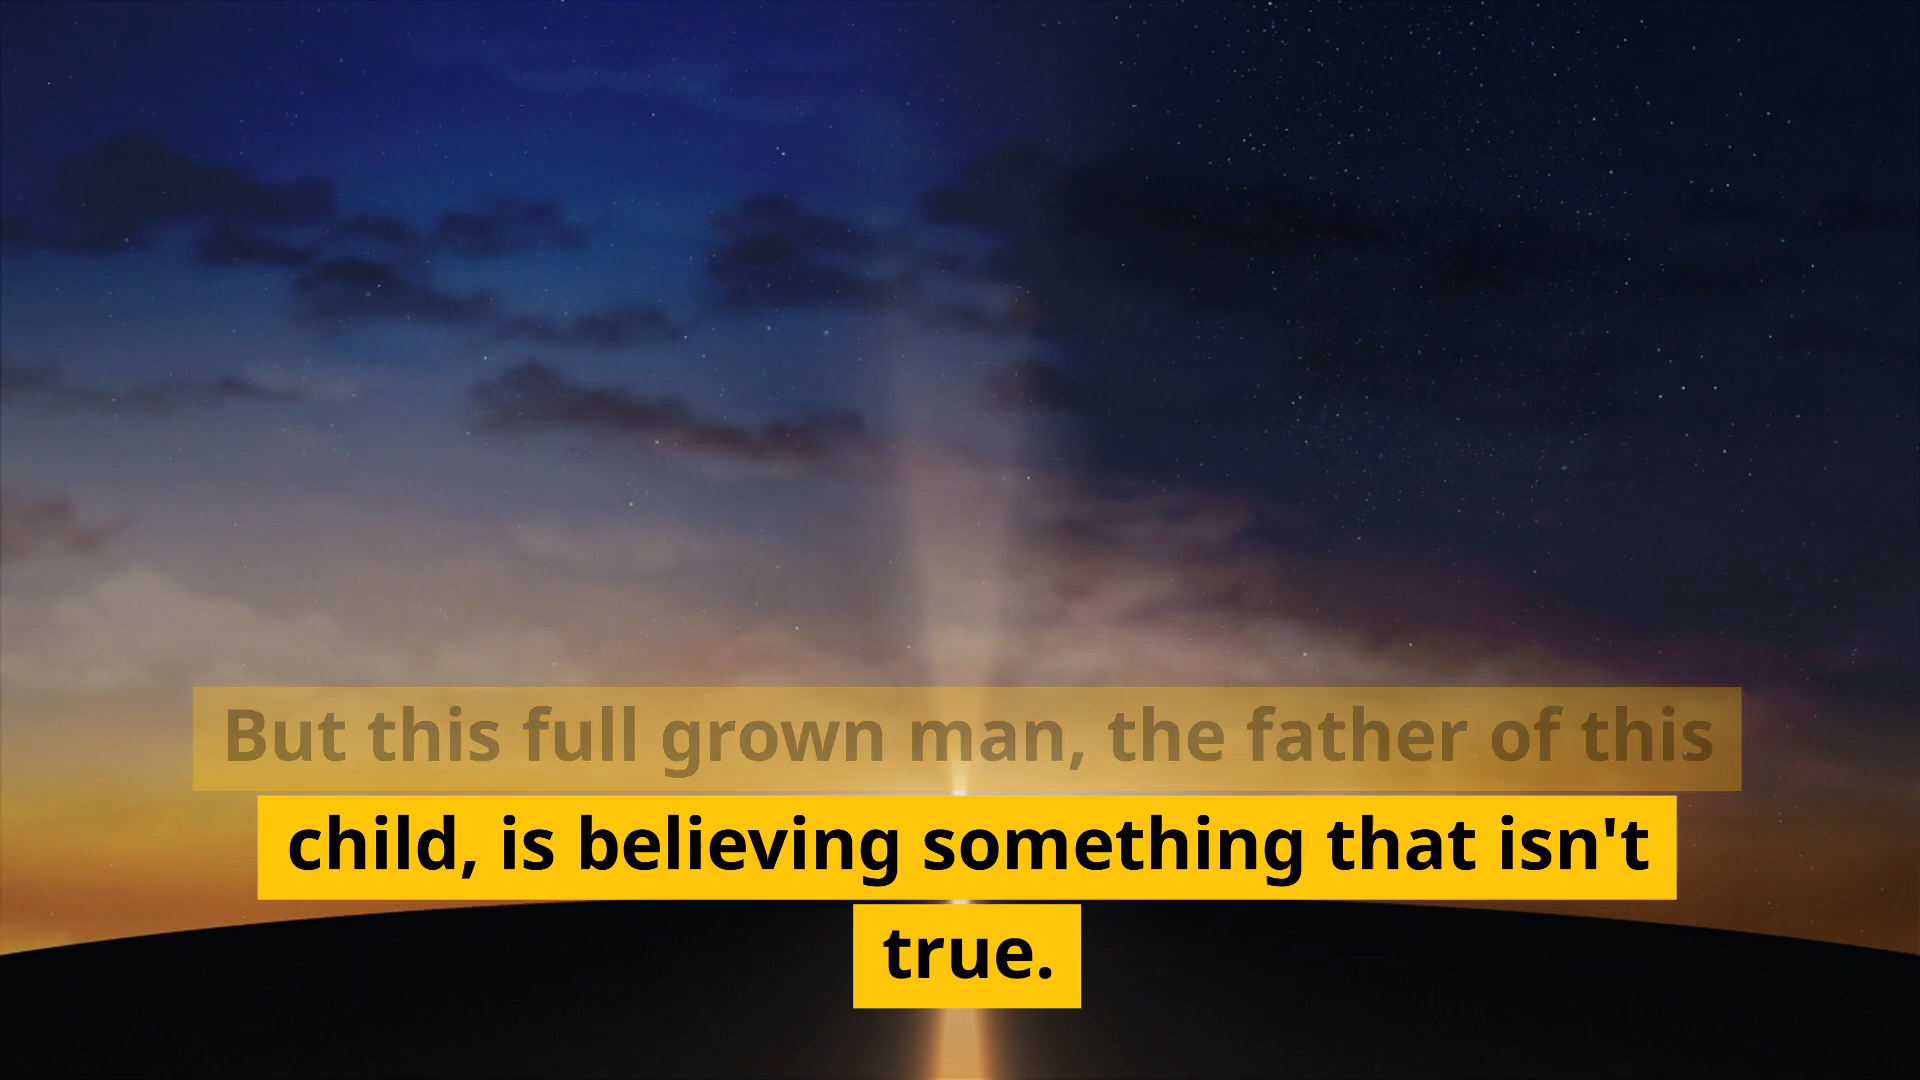 But this full grown man, the father of this
child, is believing something that isn't
true.